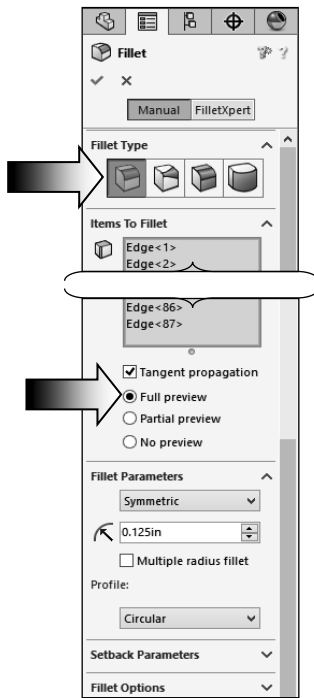 Fillet
?
Manual FilletXpert
Fillet Type
Items To Fillet
Edge<1>
Edge<2>
Edge<86>
Edge<87>
Tangent propagation
Full preview
Partial preview
No preview
Fillet Parameters
Symmetric
0.125in
Multiple radius fillet
Profile:
Circular
Setback Parameters
Fillet Options